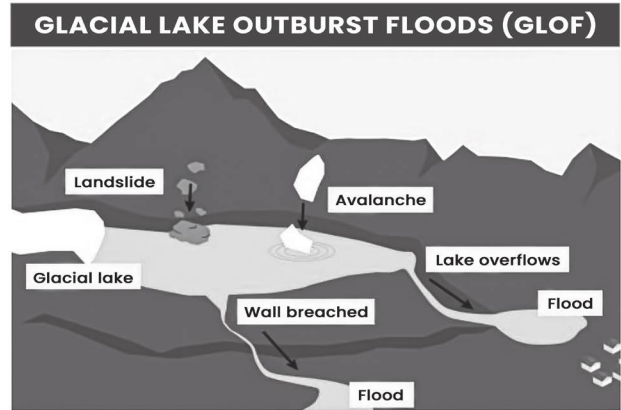 GLACIAL LAKE OUTBURST FLOODS (GLOF)
Landslide
Avalanche
Lake overflows
Glacial lake
Flood
Wall breached
Flood